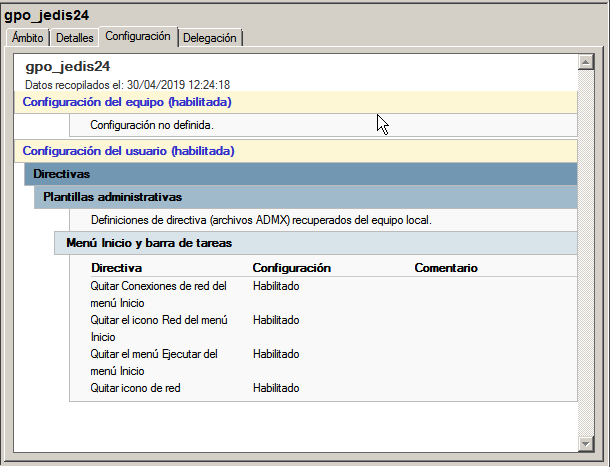 gpo_jedis24
Ámbito Detalles Configuración Delegación
gpo_jedis24
Datos recopilados el: 30/04/2019 12:24:18
Configuración del equipo (habilitada)
Configuración no definida.
Configuración del usuario (habilitada)
Directivas
Plantillas administrativas
Definiciones de directiva (archivos ADMX) recuperados del equipo local.
Menú Inicio y barra de tareas
Directiva Configuración Comentario
Quitar Conexiones de red del Habilitado
menú Inicio
Quitar el icono Red del menú Habilitado
Inicio
Quitar el menú Ejecutar del Habilitado
menú Inicio
Quitar icono de red Habilitado